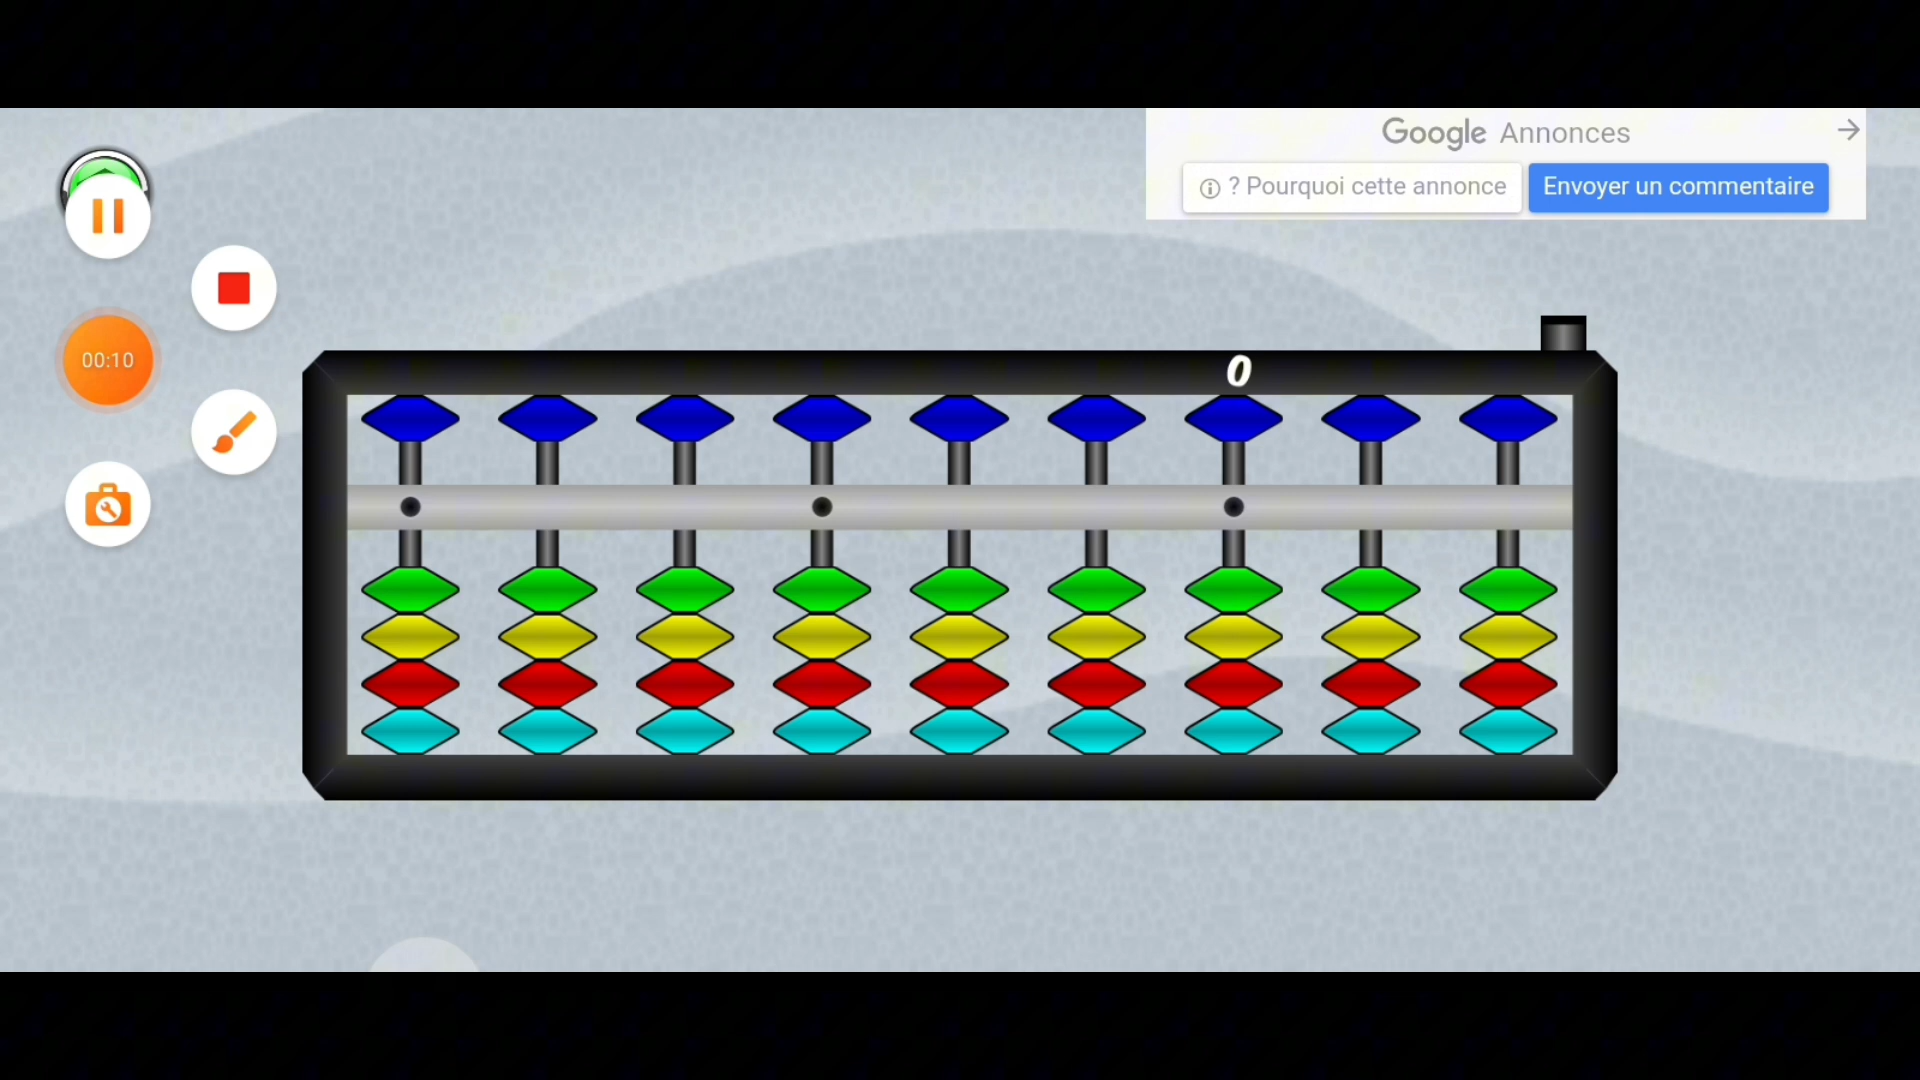 Google Annonces
? Pourquoi cette annonce
Envoyer un commentaire
00:10
0